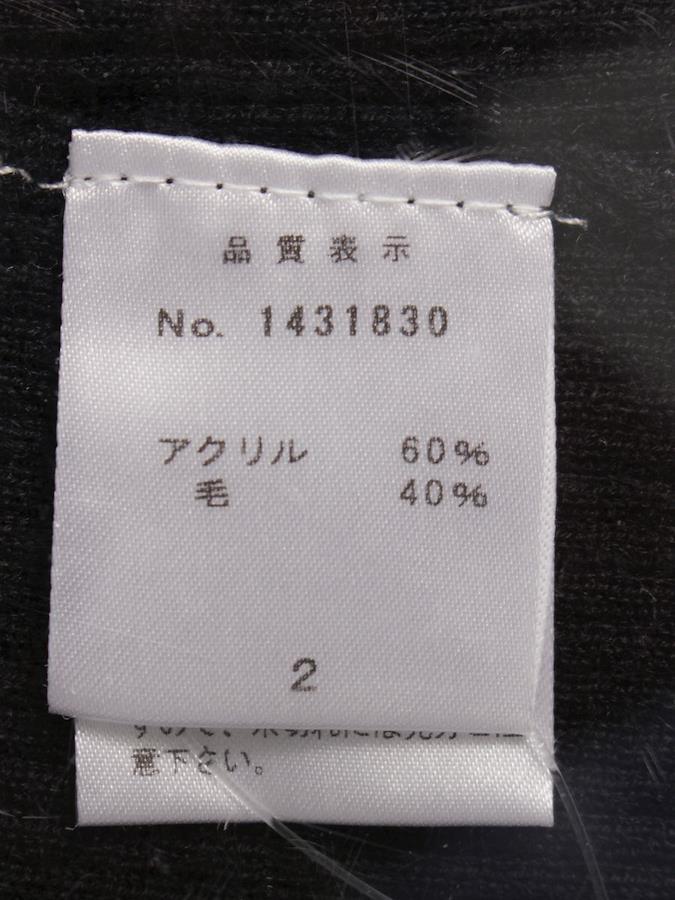 品質表示
No. 1431830
アクリル 60%
毛 40%
2
意下さい。